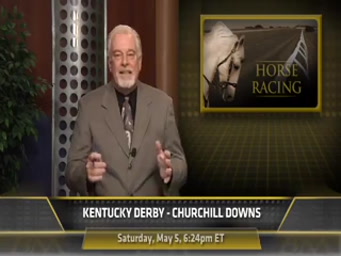 HORSE
RACING
KENTUCKY DERBY - CHURCHILL DOWNS
Saturday, May 5, 6:24pm ET